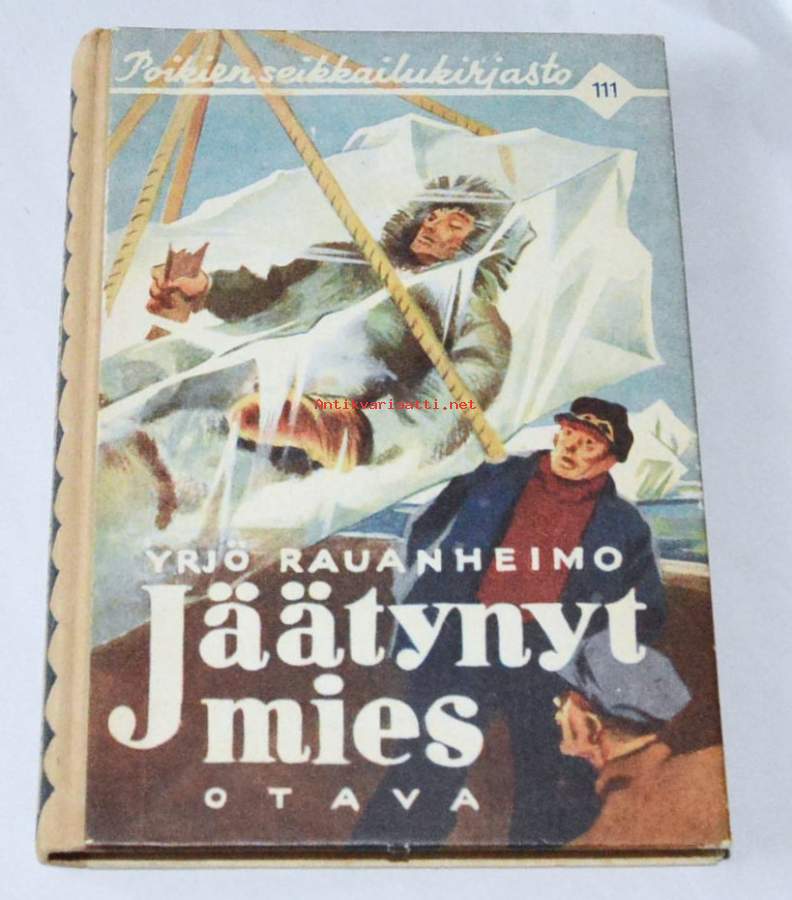 Poikien seikkailukirjasto
111
Antikvariaatti.net
YRJÖ RAUANHEIMO
Jäätynyt
mies
OTAVA